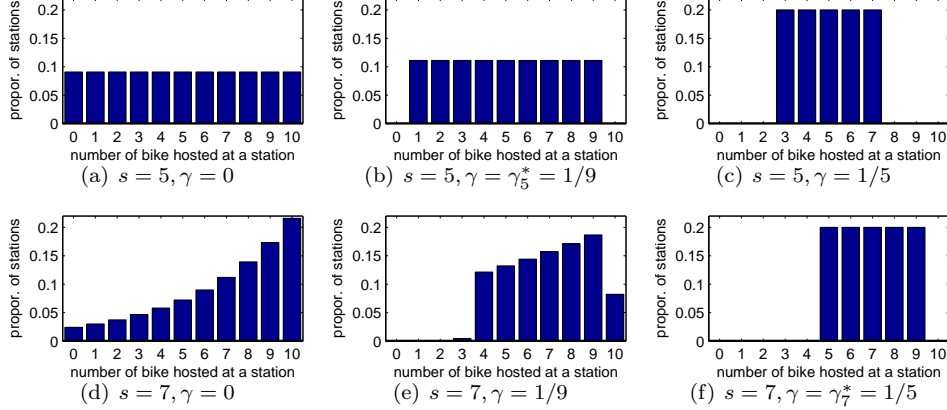 propor. of stations
0.2
0.15
0.1
0.05
0
0 1 2 3 4 5 6 7 8 9 10
number of bike hosted at a station
(a) s = 5, γ = 0
propor. of stations
0.2
0.15
0.1
0.05
0
0 1 2 3 4 5 6 7 8 9 10
number of bike hosted at a station
(b) s = 5, γ = γ₅* = 1/9
propor. of stations
0.2
0.15
0.1
0.05
0
0 1 2 3 4 5 6 7 8 9 10
number of bike hosted at a station
(c) s = 5, γ = 1/5
propor. of stations
0.2
0.15
0.1
0.05
0
0 1 2 3 4 5 6 7 8 9 10
number of bike hosted at a station
(d) s = 7, γ = 0
propor. of stations
0.2
0.15
0.1
0.05
0
0 1 2 3 4 5 6 7 8 9 10
number of bike hosted at a station
(e) s = 7, γ = 1/9
propor. of stations
0.2
0.15
0.1
0.05
0
0 1 2 3 4 5 6 7 8 9 10
number of bike hosted at a station
(f) s = 7, γ = γ₇* = 1/5